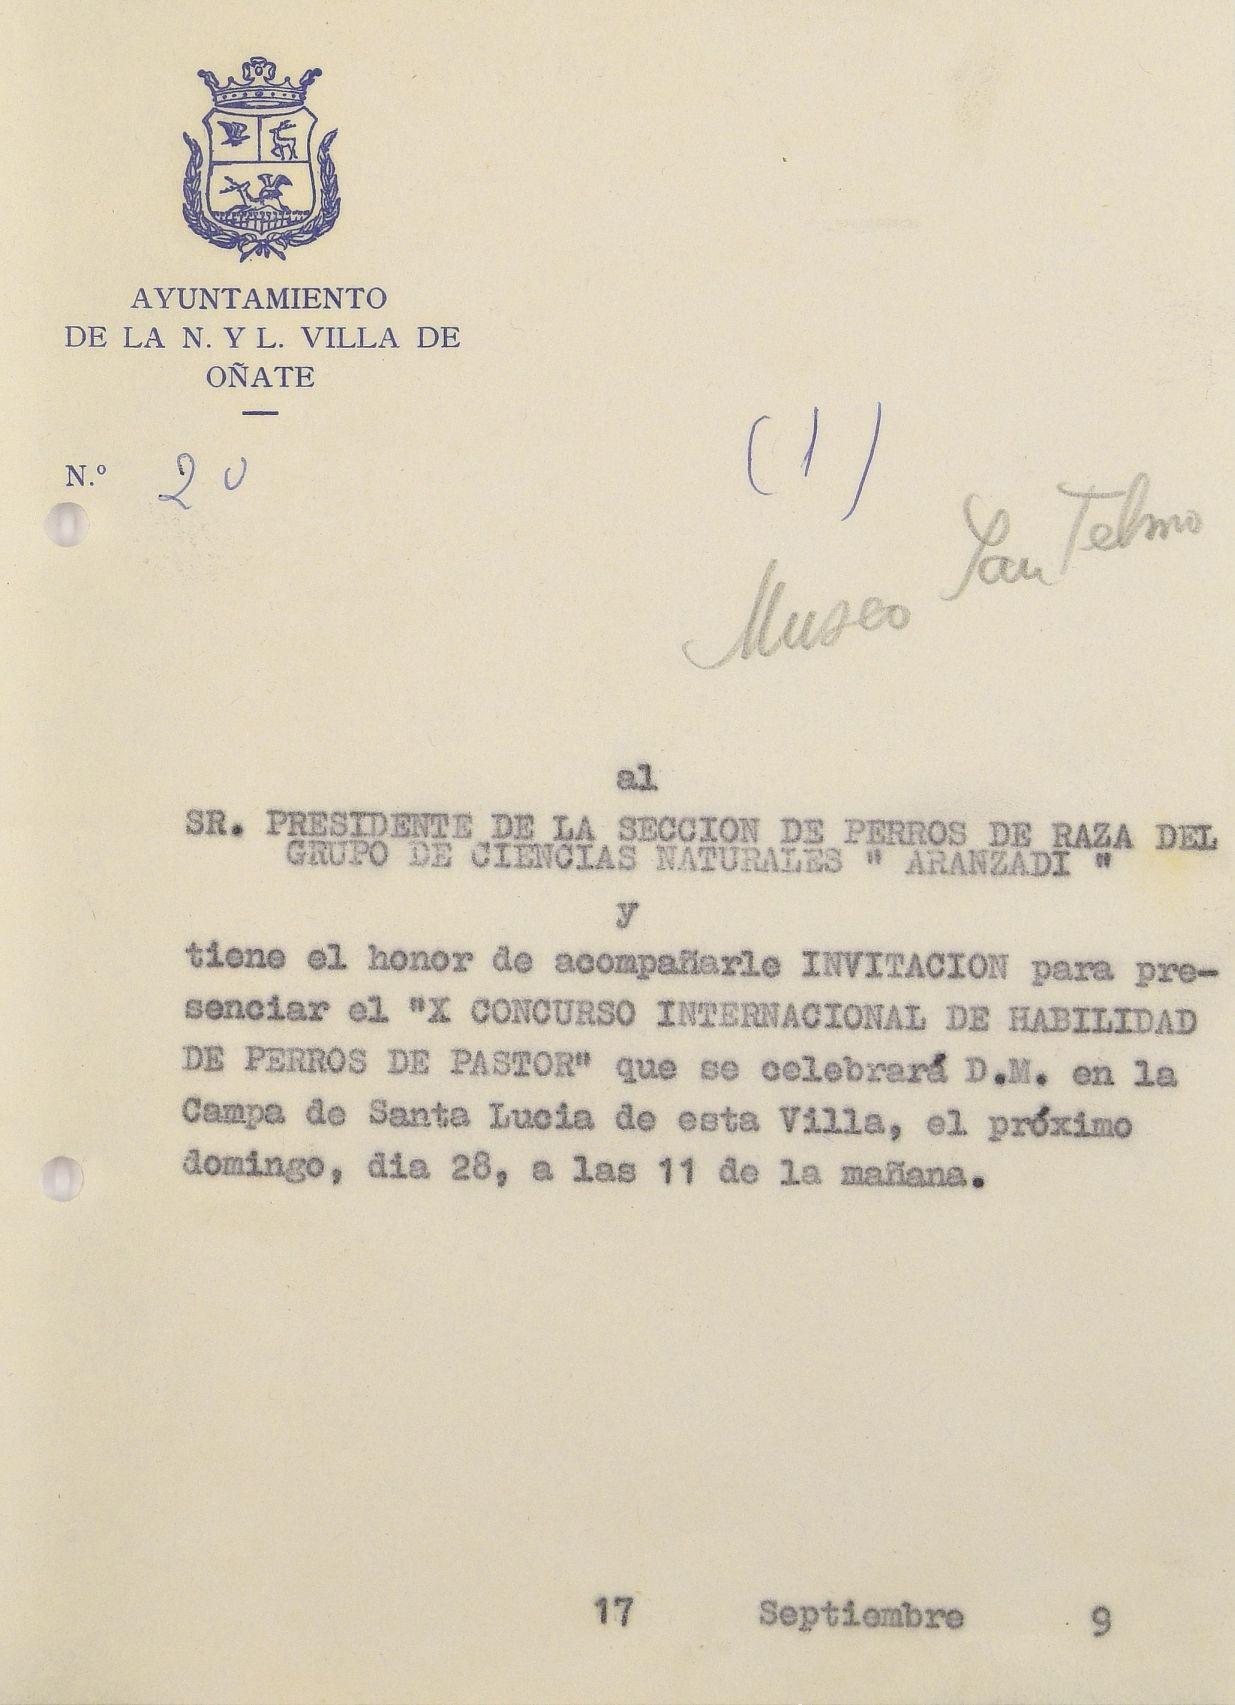 AYUNTAMIENTO
DE LA N. Y L. VILLA DE
OÑATE
N.º 20
(1)
Museo San Telmo
al
SR. PRESIDENTE DE LA SECCION DE PERROS DE RAZA DEL
GRUPO DE CIENCIAS NATURALES " ARANZADI "
y
tiene el honor de acompañarle INVITACION para pre-
senciar el "X CONCURSO INTERNACIONAL DE HABILIDAD
DE PERROS DE PASTOR" que se celebrará D.M. en la
Campa de Santa Lucia de esta Villa, el próximo
domingo, dia 28, a las 11 de la mañana.
17 Septiembre 9